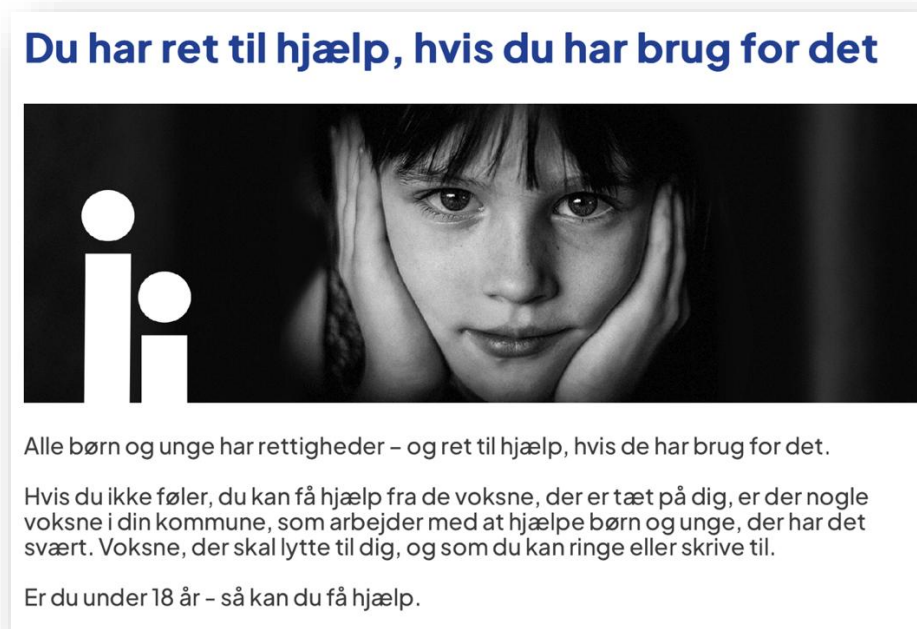 Du har ret til hjælp, hvis du har brug for det
Alle børn og unge har rettigheder – og ret til hjælp, hvis de har brug for det.
Hvis du ikke føler, du kan få hjælp fra de voksne, der er tæt på dig, er der nogle
voksne i din kommune, som arbejder med at hjælpe børn og unge, der har det
svært. Voksne, der skal lytte til dig, og som du kan ringe eller skrive til.
Er du under 18 år - så kan du få hjælp.